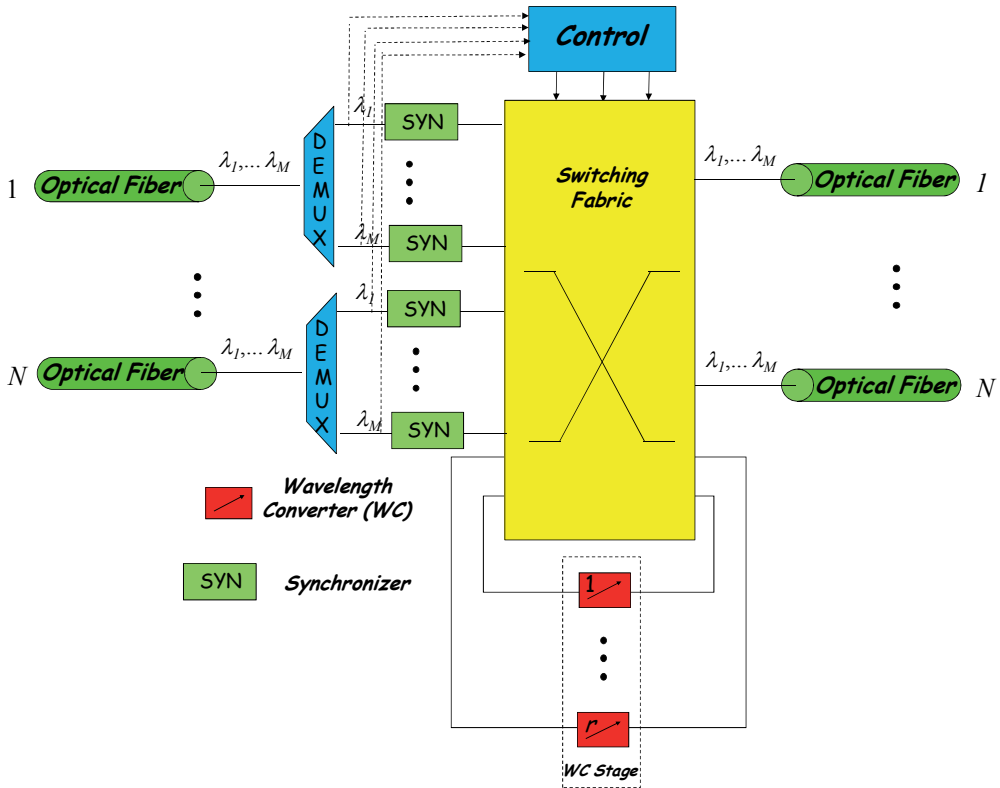 Control
λ1
SYN
DEMUX
λ1,... λM
1
Optical Fiber
Switching
Fabric
λ1,... λM
Optical Fiber
1
λM
SYN
λ1
SYN
DEMUX
λ1,... λM
N
Optical Fiber
λ1,... λM
Optical Fiber
N
λM
SYN
Wavelength
Converter (WC)
SYN
Synchronizer
1
r
WC Stage